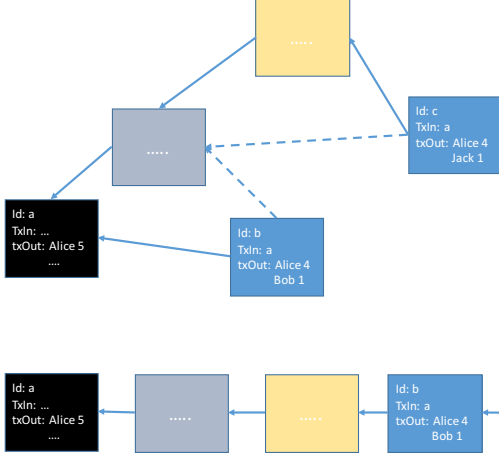 .....
Id: c
TxIn: a
txOut: Alice 4
Jack 1
.....
Id: a
TxIn: ...
txOut: Alice 5
....
Id: b
TxIn: a
txOut: Alice 4
Bob 1
Id: a
TxIn: ...
txOut: Alice 5
....
.....
.....
Id: b
TxIn: a
txOut: Alice 4
Bob 1